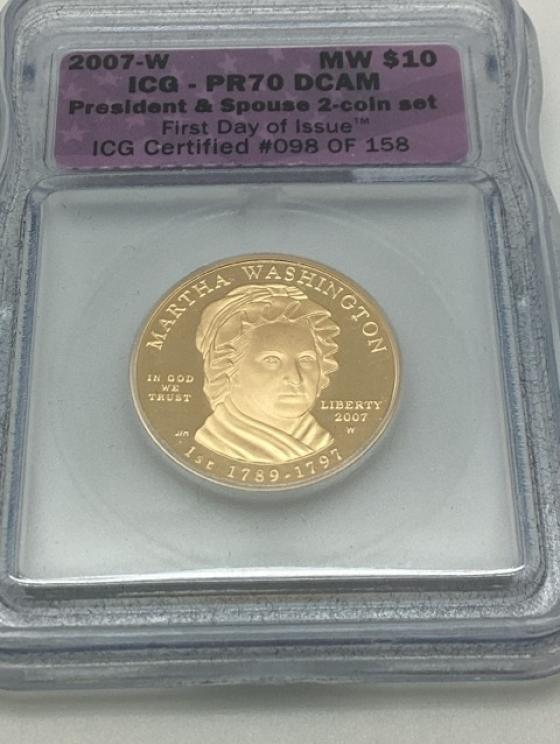 2007-W MW $10
ICG - PR70 DCAM
President & Spouse 2-coin set
First Day of Issue™
ICG Certified #098 OF 158
MARTHA WASHINGTON
IN GOD
WE
TRUST
LIBERTY
2007
W
JM
1ST 1789-1797